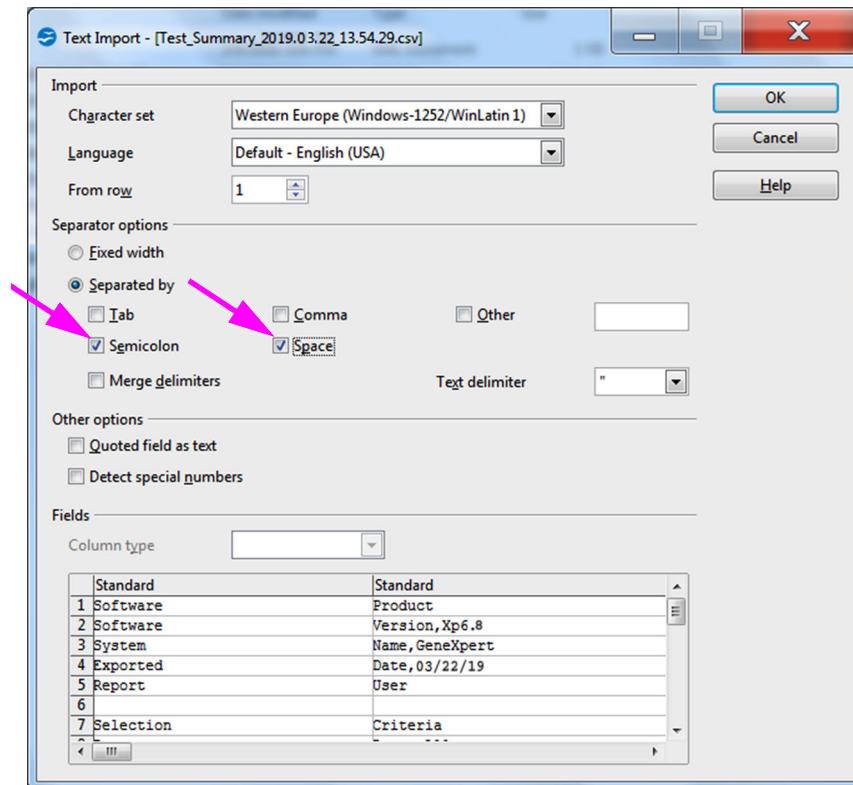 Text Import - [Test_Summary_2019.03.22_13.54.29.csv]
Import
Character set Western Europe (Windows-1252/WinLatin 1)
Language Default - English (USA)
From row 1
OK
Cancel
Help
Separator options
Fixed width
Separated by
Tab Comma Other
Semicolon Space
Merge delimiters Text delimiter "
Other options
Quoted field as text
Detect special numbers
Fields
Column type
Standard Standard
1 Software Product
2 Software Version,Xp6.8
3 System Name,GeneXpert
4 Exported Date,03/22/19
5 Report User
6
7 Selection Criteria